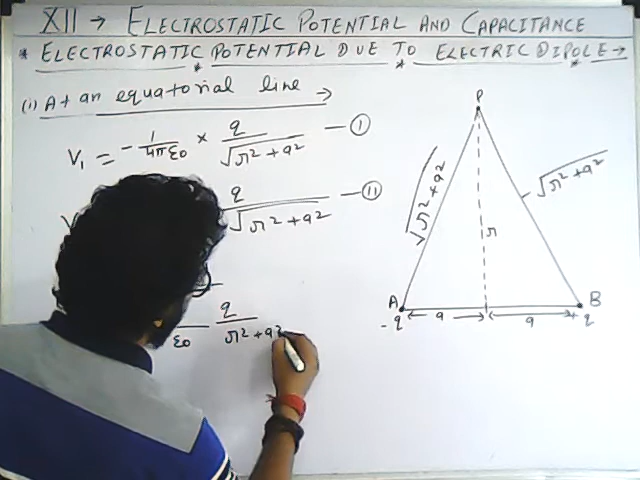 XII → ELECTROSTATIC POTENTIAL AND CAPACITANCE
* ELECTROSTATIC POTENTIAL DUE TO ELECTRIC DIPOLE →
(i) At an equatorial line →
V₁ = - 1/4πε₀ × q/√r² + a² — (I)
q/√r² + a² — (II)
ε₀ q/r² + a²
P
√r² + a²
√r² + a²
r
A B
- q a a + q